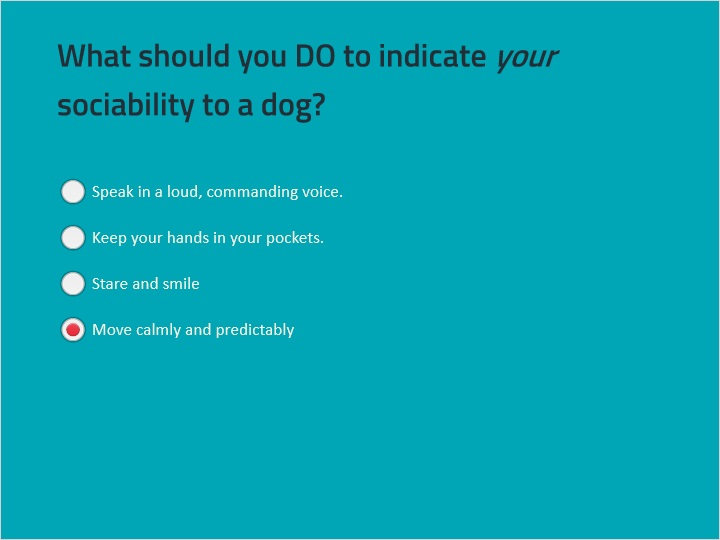 What should you DO to indicate your
sociability to a dog?
Speak in a loud, commanding voice.
Keep your hands in your pockets.
Stare and smile
Move calmly and predictably